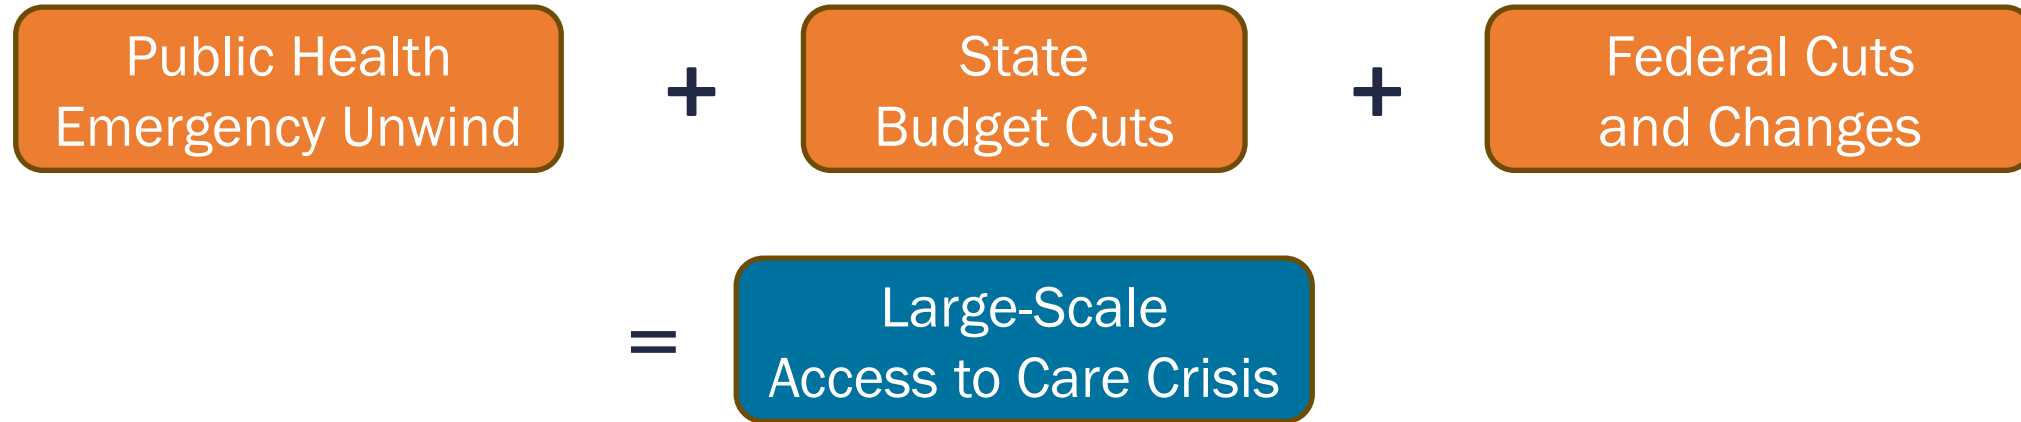 Public Health
Emergency Unwind
+
State
Budget Cuts
+
Federal Cuts
and Changes
=
Large-Scale
Access to Care Crisis